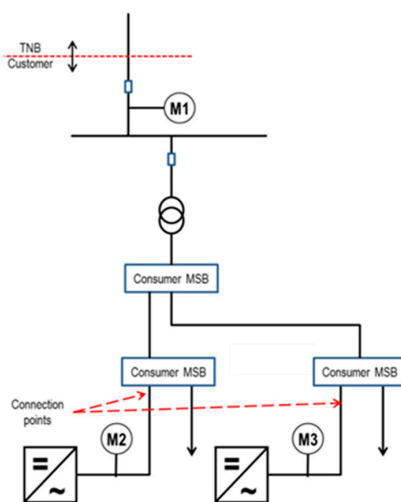 TNB
Customer
M1
Consumer MSB
Consumer MSB
Consumer MSB
Connection
points
M2
M3